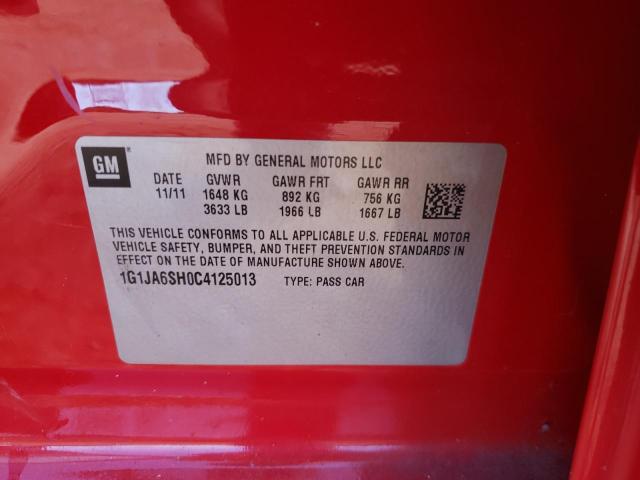 GM
MFD BY GENERAL MOTORS LLC
DATE GVWR GAWR FRT GAWR RR
11/11 1648 KG 892 KG 756 KG
3633 LB 1966 LB 1667 LB
THIS VEHICLE CONFORMS TO ALL APPLICABLE U.S. FEDERAL MOTOR
VEHICLE SAFETY, BUMPER, AND THEFT PREVENTION STANDARDS IN
EFFECT ON THE DATE OF MANUFACTURE SHOWN ABOVE.
1G1JA6SH0C4125013 TYPE: PASS CAR